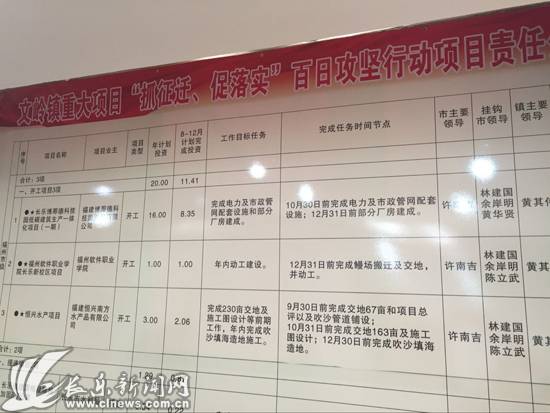 文岭镇重大项目“抓征迁、促落实”百日攻坚行动项目责任
序号 项目名称 项目业主 项目类型 年计划投资 8-12月计划完成投资 工作目标任务 完成任务时间节点 市主要领导 挂钩市领导 镇主要领导
合计：3项 20.00 11.41
一、开工项目3项
福州市级
1 ●★长乐博那德科技园低碳建筑生产一体化项目（一期） 福建博那德科技园开发有限公司 开工 16.00 8.35 完成电力及市政管网配套设施和部分厂房建成。 10月30日前完成电力及市政管网配套设施；12月31日前部分厂房建成。 林建国 余岸明 黄华贤 黄其
2 ●★福州软件职业学院长乐新校区项目 福州软件职业学院 开工 1.00 1.00 年内动工建设。 12月31日前完成鳗场搬迁及交地，并动工。 许南吉 林建国 余岸明 陈立武 黄其
3 ●★恒兴水产项目 福建恒兴南方水产品有限公司 开工 3.00 2.06 完成230亩交地及施工图设计等前期工作，年内完成吹沙填海造地施工。 9月30日前完成交地67亩和项目总评以及吹沙管道铺设；
10月31日前完成交地163亩及施工图设计；12月30日前完成吹沙填海造地。 许南吉 林建国 余岸明 陈立武
合计：2项
1.29
长乐新闻网
www.clnews.com.cn